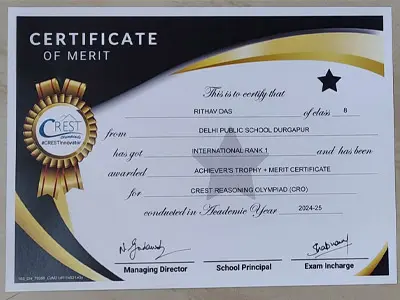 CERTIFICATE
OF MERIT
This is to certify that
RITHAV DAS of class 8
from DELHI PUBLIC SCHOOL DURGAPUR
has got INTERNATIONAL RANK 1 and has been
awarded ACHIEVER'S TROPHY + MERIT CERTIFICATE
for CREST REASONING OLYMPIAD (CRO)
conducted in Academic Year 2024-25
CREST
Olympiads
#CRESTInnovator
Managing Director School Principal Exam Incharge